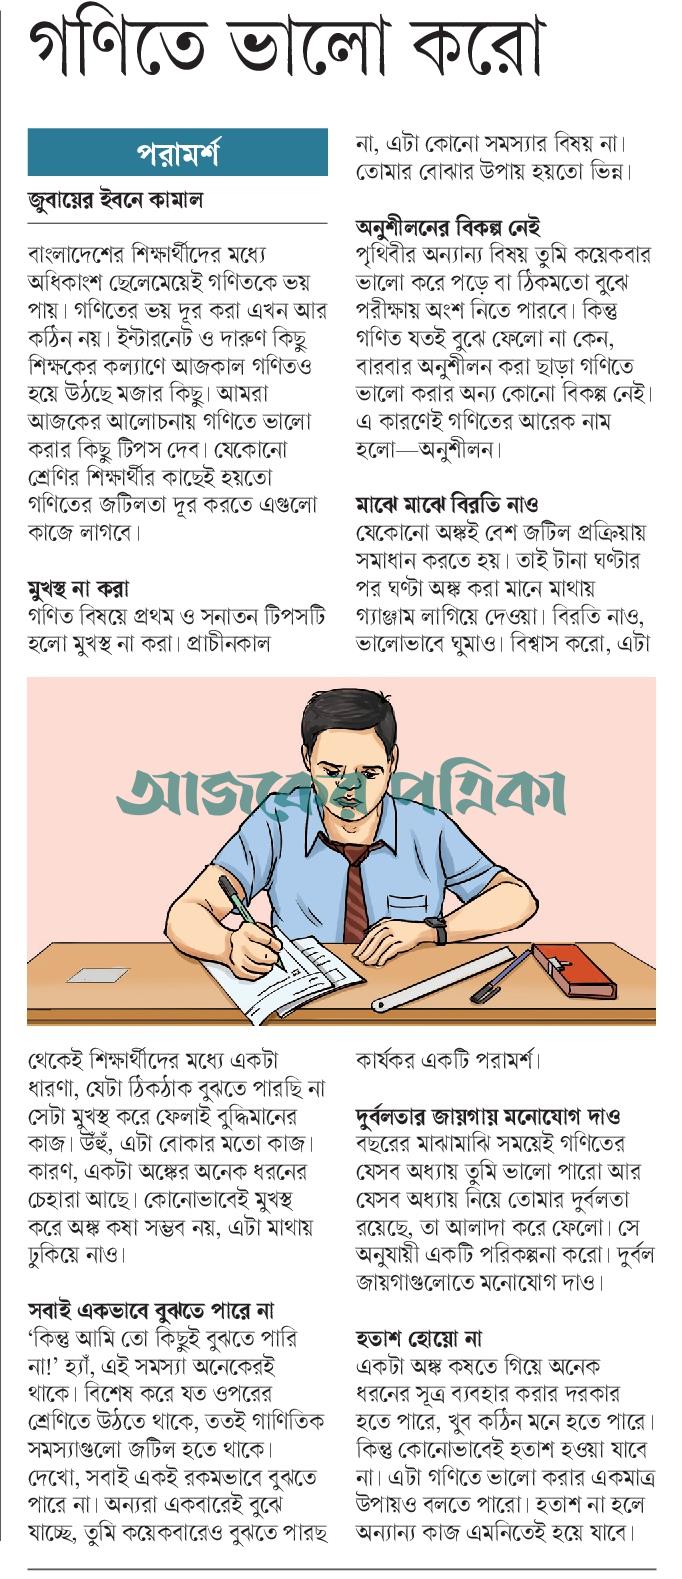 গণিতে ভালো করো
পরামর্শ
জুবায়ের ইবনে কামাল
বাংলাদেশের শিক্ষার্থীদের মধ্যে
অধিকাংশ ছেলেমেয়েই গণিতকে ভয়
পায়। গণিতের ভয় দূর করা এখন আর
কঠিন নয়। ইন্টারনেট ও দারুণ কিছু
শিক্ষকের কল্যাণে আজকাল গণিতও
হয়ে উঠছে মজার কিছু। আমরা
আজকের আলোচনায় গণিতে ভালো
করার কিছু টিপস দেব। যেকোনো
শ্রেণির শিক্ষার্থীর কাছেই হয়তো
গণিতের জটিলতা দূর করতে এগুলো
কাজে লাগবে।
মুখস্থ না করা
গণিত বিষয়ে প্রথম ও সনাতন টিপসটি
হলো মুখস্থ না করা। প্রাচীনকাল
থেকেই শিক্ষার্থীদের মধ্যে একটা
ধারণা, যেটা ঠিকঠাক বুঝতে পারছি না
সেটা মুখস্থ করে ফেলাই বুদ্ধিমানের
কাজ। উঁহুঁ, এটা বোকার মতো কাজ।
কারণ, একটা অঙ্কের অনেক ধরনের
চেহারা আছে। কোনোভাবেই মুখস্থ
করে অঙ্ক কষা সম্ভব নয়, এটা মাথায়
ঢুকিয়ে নাও।
সবাই একভাবে বুঝতে পারে না
‘কিন্তু আমি তো কিছুই বুঝতে পারি
না!’ হ্যাঁ, এই সমস্যা অনেকেরই
থাকে। বিশেষ করে যত ওপরের
শ্রেণিতে উঠতে থাকে, ততই গাণিতিক
সমস্যাগুলো জটিল হতে থাকে।
দেখো, সবাই একই রকমভাবে বুঝতে
পারে না। অন্যরা একবারেই বুঝে
যাচ্ছে, তুমি কয়েকবারেও বুঝতে পারছ
না, এটা কোনো সমস্যার বিষয় না।
তোমার বোঝার উপায় হয়তো ভিন্ন।
অনুশীলনের বিকল্প নেই
পৃথিবীর অন্যান্য বিষয় তুমি কয়েকবার
ভালো করে পড়ে বা ঠিকমতো বুঝে
পরীক্ষায় অংশ নিতে পারবে। কিন্তু
গণিত যতই বুঝে ফেলো না কেন,
বারবার অনুশীলন করা ছাড়া গণিতে
ভালো করার অন্য কোনো বিকল্প নেই।
এ কারণেই গণিতের আরেক নাম
হলো—অনুশীলন।
মাঝে মাঝে বিরতি নাও
যেকোনো অঙ্কই বেশ জটিল প্রক্রিয়ায়
সমাধান করতে হয়। তাই টানা ঘণ্টার
পর ঘণ্টা অঙ্ক করা মানে মাথায়
গ্যাঞ্জাম লাগিয়ে দেওয়া। বিরতি নাও,
ভালোভাবে ঘুমাও। বিশ্বাস করো, এটা
কার্যকর একটি পরামর্শ।
দুর্বলতার জায়গায় মনোযোগ দাও
বছরের মাঝামাঝি সময়েই গণিতের
যেসব অধ্যায় তুমি ভালো পারো আর
যেসব অধ্যায় নিয়ে তোমার দুর্বলতা
রয়েছে, তা আলাদা করে ফেলো। সে
অনুযায়ী একটি পরিকল্পনা করো। দুর্বল
জায়গাগুলোতে মনোযোগ দাও।
হতাশ হোয়ো না
একটা অঙ্ক কষতে গিয়ে অনেক
ধরনের সূত্র ব্যবহার করার দরকার
হতে পারে, খুব কঠিন মনে হতে পারে।
কিন্তু কোনোভাবেই হতাশ হওয়া যাবে
না। এটা গণিতে ভালো করার একমাত্র
উপায়ও বলতে পারো। হতাশ না হলে
অন্যান্য কাজ এমনিতেই হয়ে যাবে।
আজকের পত্রিকা